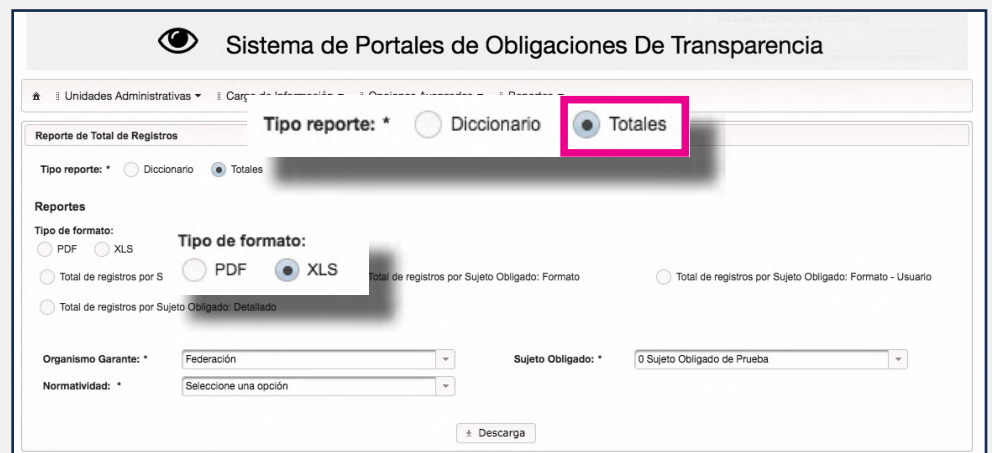 Sistema de Portales de Obligaciones De Transparencia
Unidades Administrativas
Tipo reporte: * Diccionario Totales
Reporte de Total de Registros
Tipo reporte: * Diccionario Totales
Reportes
Tipo de formato:
PDF XLS
Tipo de formato:
PDF XLS
Total de registros por S
Total de registros por Sujeto Obligado: Formato
Total de registros por Sujeto Obligado: Formato - Usuario
Total de registros por Sujeto Obligado: Detallado
Organismo Garante: * Federación Sujeto Obligado: * 0 Sujeto Obligado de Prueba
Normatividad: * Seleccione una opción
Descarga